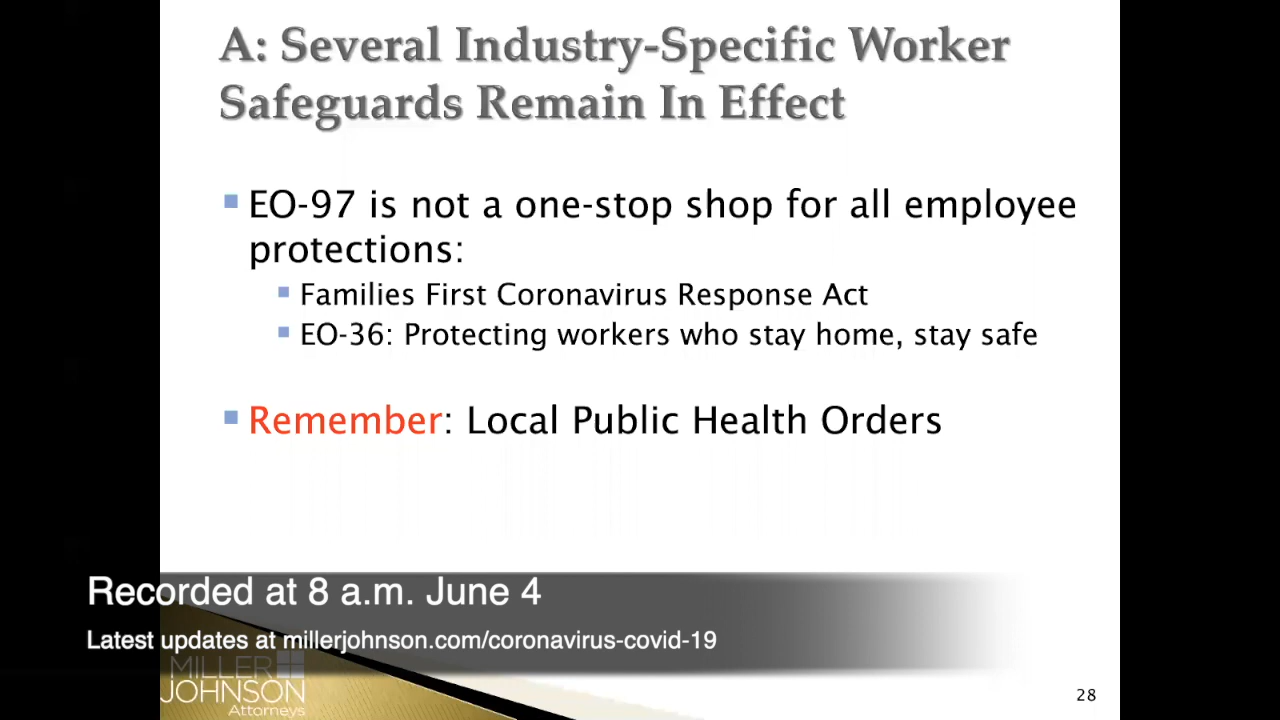 A: Several Industry-Specific Worker
Safeguards Remain In Effect
EO-97 is not a one-stop shop for all employee
protections:
Families First Coronavirus Response Act
EO-36: Protecting workers who stay home, stay safe
Remember: Local Public Health Orders
Recorded at 8 a.m. June 4
Latest updates at millerjohnson.com/coronavirus-covid-19
MILLER
JOHNSON
Attorneys
28